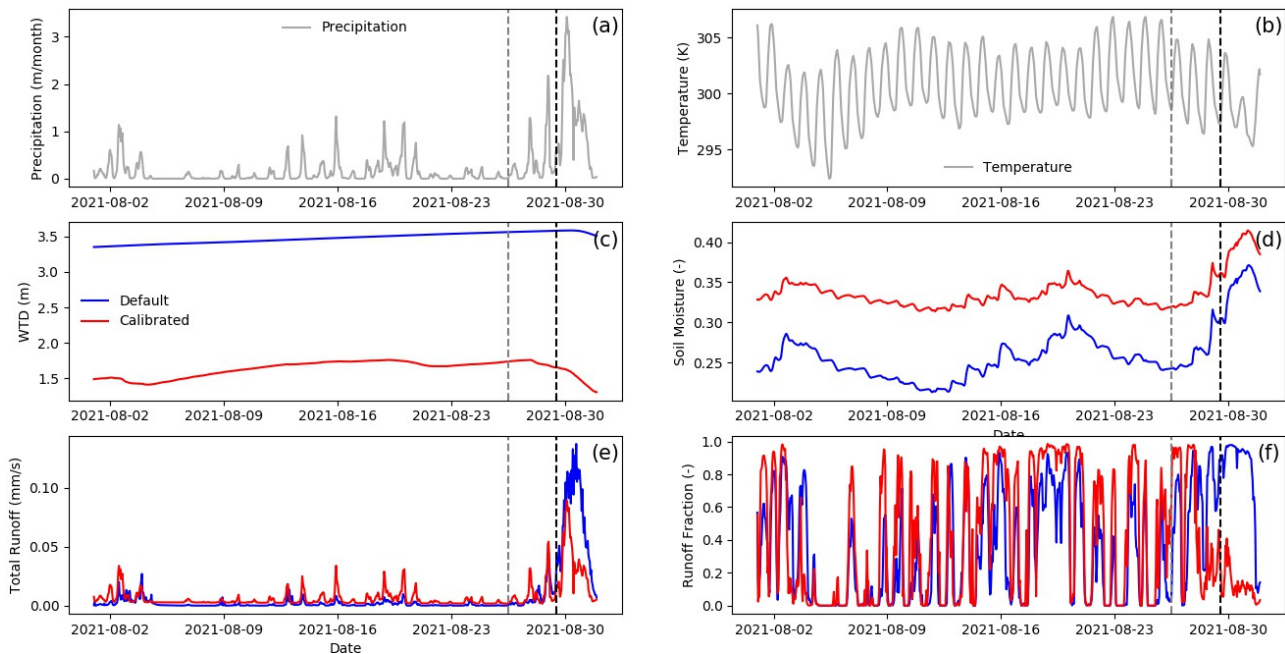 (a)
Precipitation
Precipitation (m/month)
3
2
1
0
2021-08-02 2021-08-09 2021-08-16 2021-08-23 2021-08-30
(b)
Temperature
Temperature (K)
305
300
295
2021-08-02 2021-08-09 2021-08-16 2021-08-23 2021-08-30
(c)
Default
Calibrated
WTD (m)
3.5
3.0
2.5
2.0
1.5
2021-08-02 2021-08-09 2021-08-16 2021-08-23 2021-08-30
(d)
Soil Moisture (-)
0.40
0.35
0.30
0.25
2021-08-02 2021-08-09 2021-08-16 2021-08-23 2021-08-30
Date
(e)
Total Runoff (mm/s)
0.10
0.05
0.00
2021-08-02 2021-08-09 2021-08-16 2021-08-23 2021-08-30
Date
(f)
Runoff Fraction (-)
1.0
0.8
0.6
0.4
0.2
0.0
2021-08-02 2021-08-09 2021-08-16 2021-08-23 2021-08-30